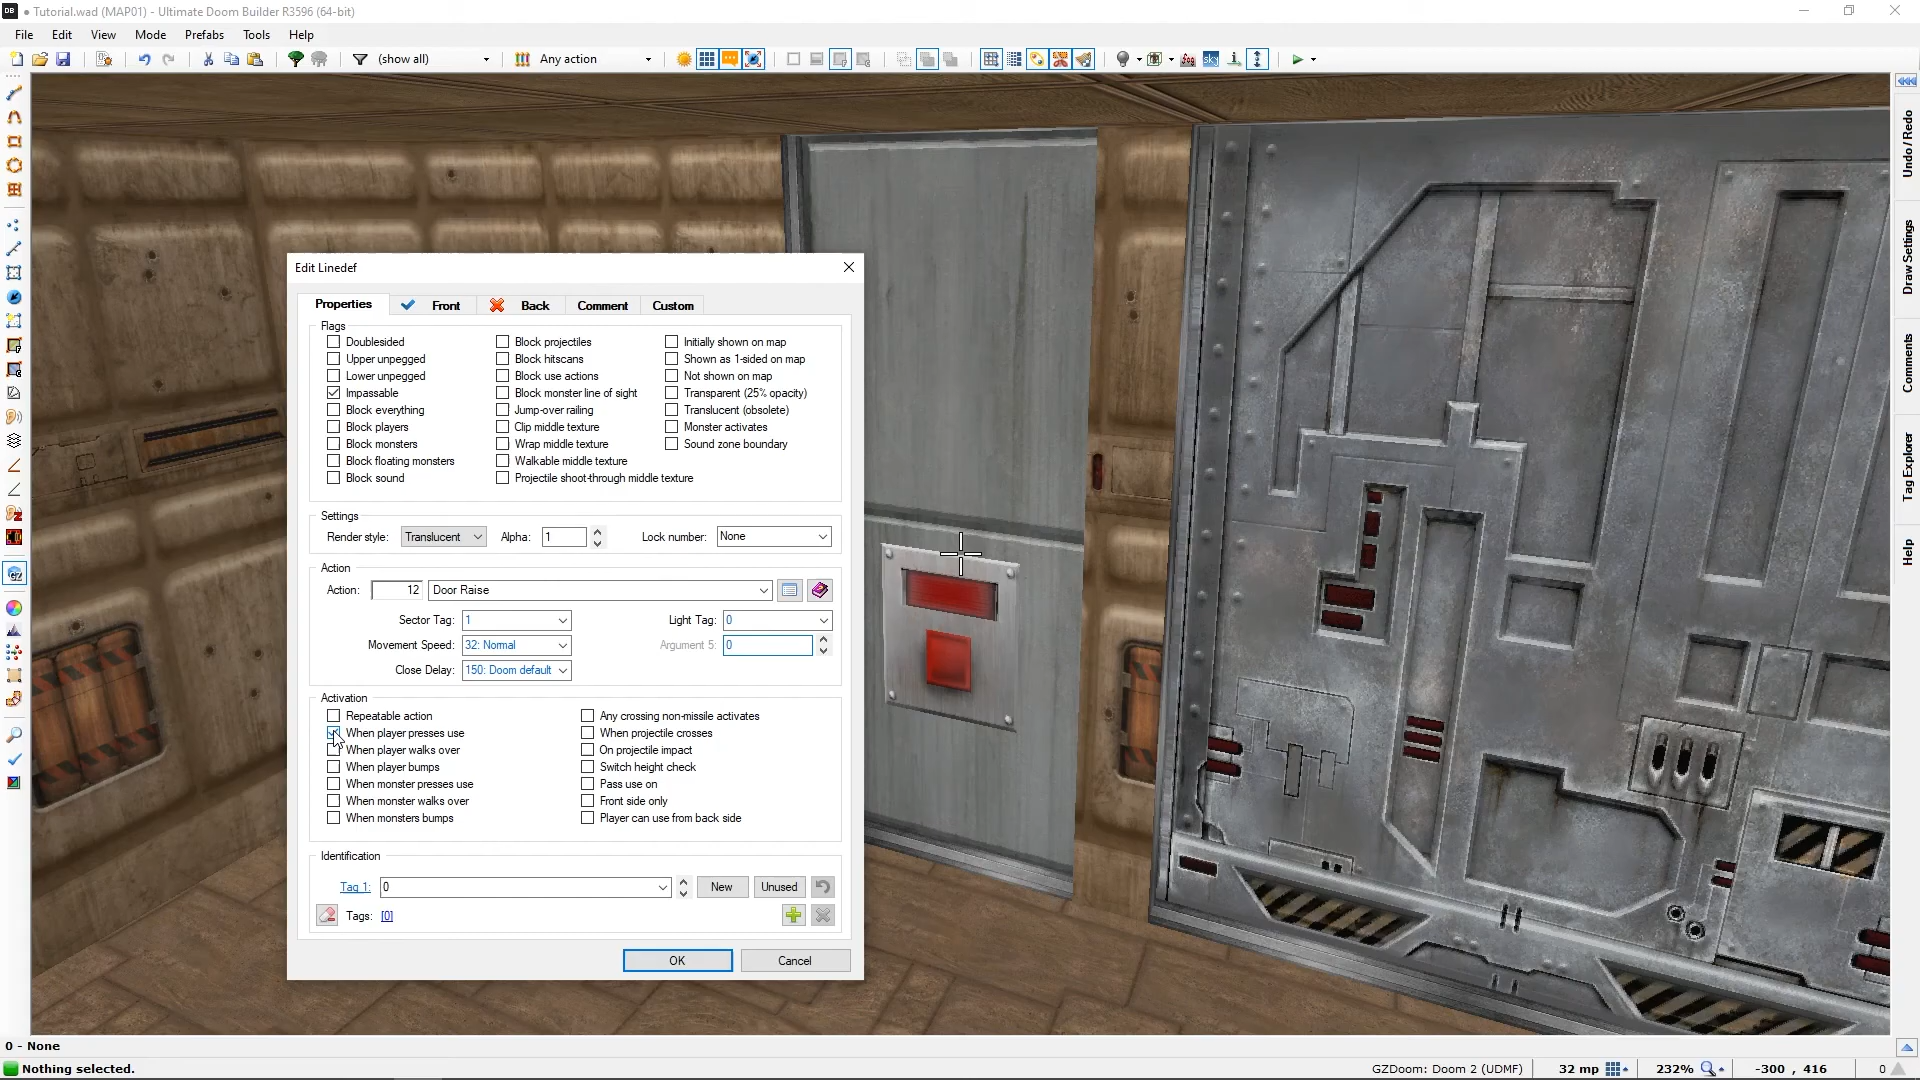 DB • Tutorial.wad (MAP01) - Ultimate Doom Builder R3596 (64-bit)
File Edit View Mode Prefabs Tools Help
(show all) Any action sky
Undo / Redo
Draw Settings
Comments
Tag Explorer
Help
Edit Linedef
Properties Front Back Comment Custom
Flags
Doublesided Block projectiles Initially shown on map
Upper unpegged Block hitscans Shown as 1-sided on map
Lower unpegged Block use actions Not shown on map
Impassable Block monster line of sight Transparent (25% opacity)
Block everything Jump-over railing Translucent (obsolete)
Block players Clip middle texture Monster activates
Block monsters Wrap middle texture Sound zone boundary
Block floating monsters Walkable middle texture
Block sound Projectile shoot-through middle texture
Settings
Render style: Translucent Alpha: 1 Lock number: None
Action
Action: 12 Door Raise
Sector Tag: 1 Light Tag: 0
Movement Speed: 32: Normal Argument 5: 0
Close Delay: 150: Doom default
Activation
Repeatable action Any crossing non-missile activates
When player presses use When projectile crosses
When player walks over On projectile impact
When player bumps Switch height check
When monster presses use Pass use on
When monster walks over Front side only
When monsters bumps Player can use from back side
Identification
Tag 1: 0 New Unused
Tags: [0]
OK Cancel
0 - None
Nothing selected. GZDoom: Doom 2 (UDMF) 32 mp 232% -300 , 416 0